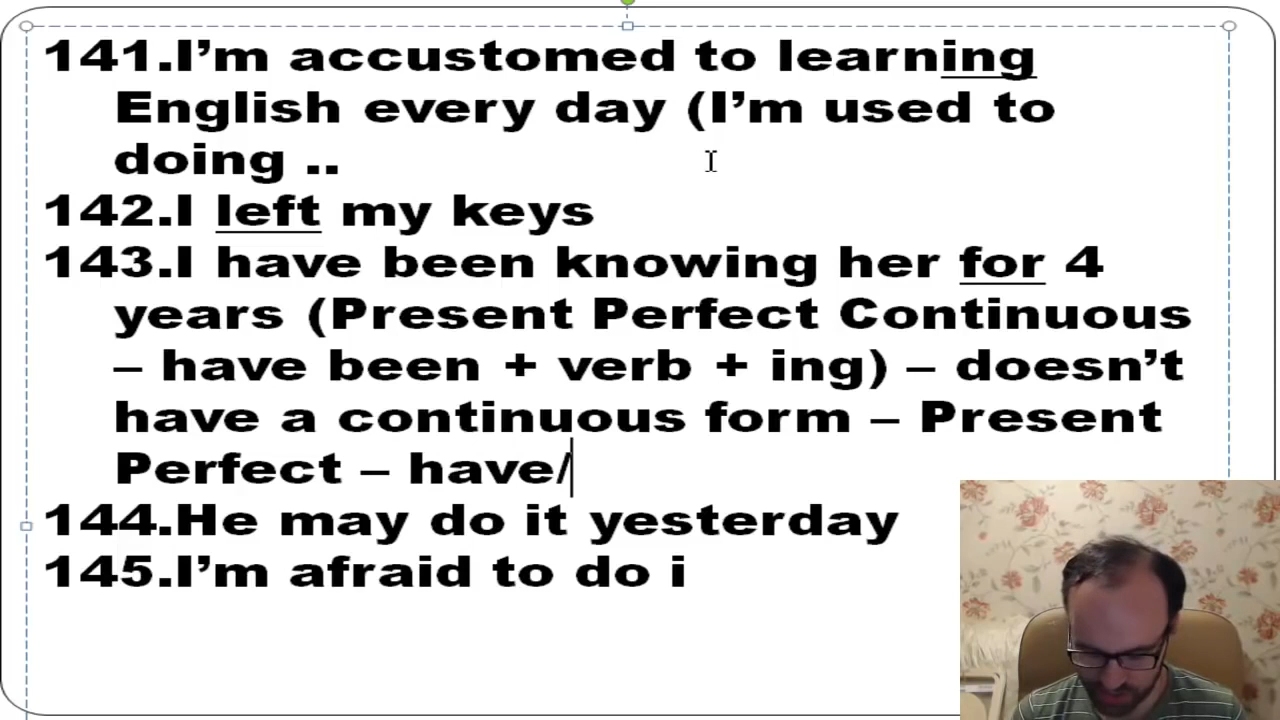 141.I’m accustomed to learning
English every day (I’m used to
doing ..
142.I left my keys
143.I have been knowing her for 4
years (Present Perfect Continuous
– have been + verb + ing) – doesn’t
have a continuous form – Present
Perfect – have/
144.He may do it yesterday
145.I’m afraid to do i